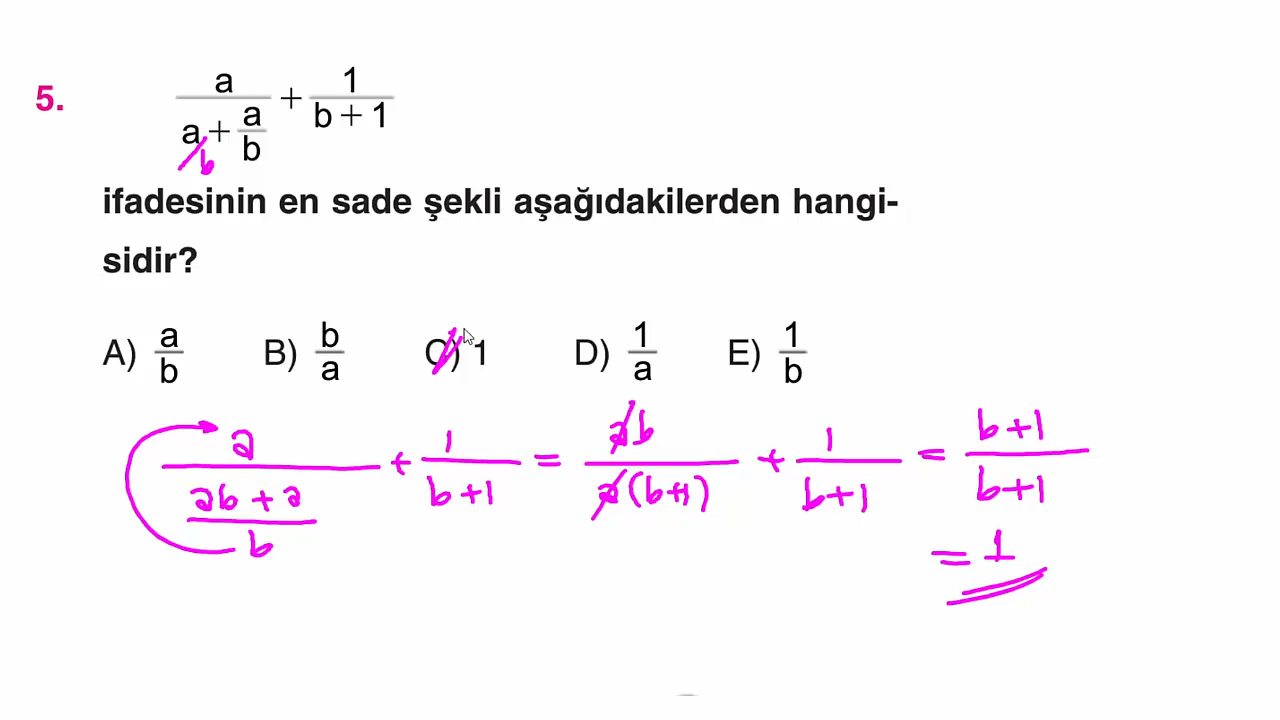 5. a / (a + a/b) + 1 / (b + 1)
b
ifadesinin en sade şekli aşağıdakilerden hangi-
sidir?
A) a/b B) b/a C) 1 D) 1/a E) 1/b
a / ((ab + a) / b) + 1 / (b+1) = ab / (a(b+1)) + 1 / (b+1) = (b+1) / (b+1)
= 1